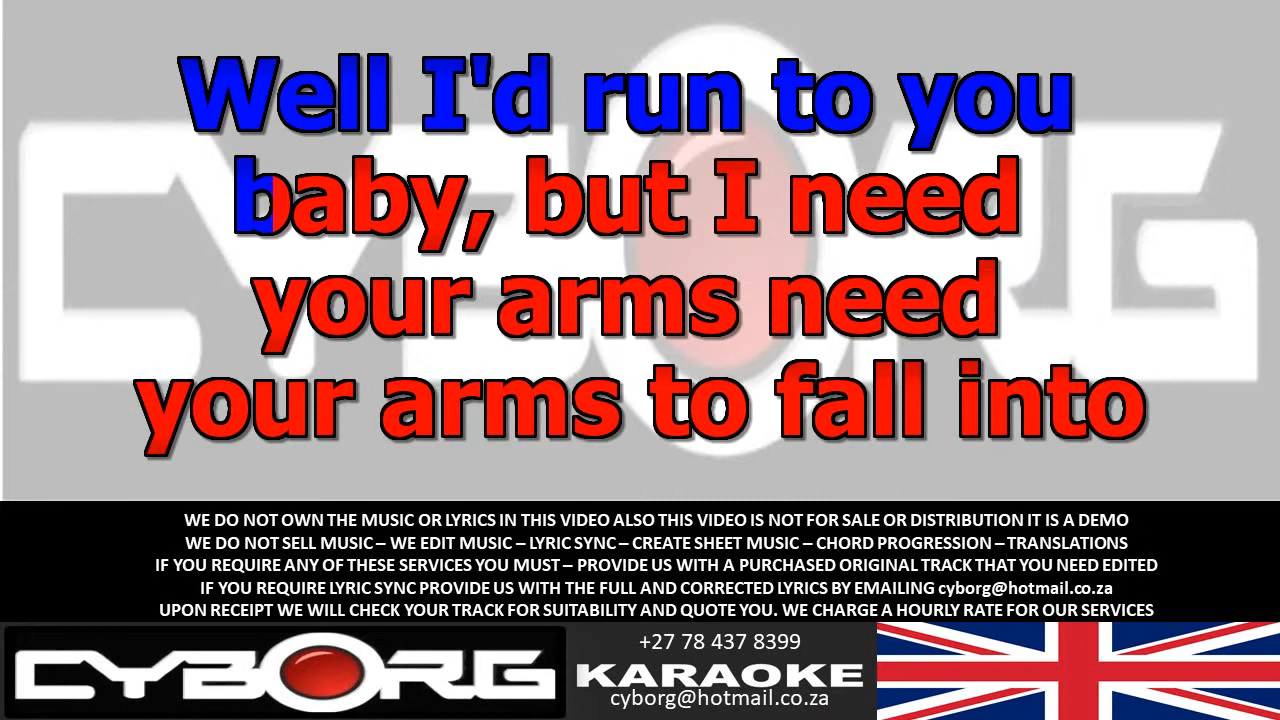 Well I'd run to you
baby, but I need
your arms need
your arms to fall into
CYBORG
WE DO NOT OWN THE MUSIC OR LYRICS IN THIS VIDEO ALSO THIS VIDEO IS NOT FOR SALE OR DISTRIBUTION IT IS A DEMO
WE DO NOT SELL MUSIC – WE EDIT MUSIC – LYRIC SYNC – CREATE SHEET MUSIC – CHORD PROGRESSION – TRANSLATIONS
IF YOU REQUIRE ANY OF THESE SERVICES YOU MUST – PROVIDE US WITH A PURCHASED ORIGINAL TRACK THAT YOU NEED EDITED
IF YOU REQUIRE LYRIC SYNC PROVIDE US WITH THE FULL AND CORRECTED LYRICS BY EMAILING cyborg@hotmail.co.za
UPON RECEIPT WE WILL CHECK YOUR TRACK FOR SUITABILITY AND QUOTE YOU. WE CHARGE A HOURLY RATE FOR OUR SERVICES
CYBORG
+27 78 437 8399
KARAOKE
cyborg@hotmail.co.za